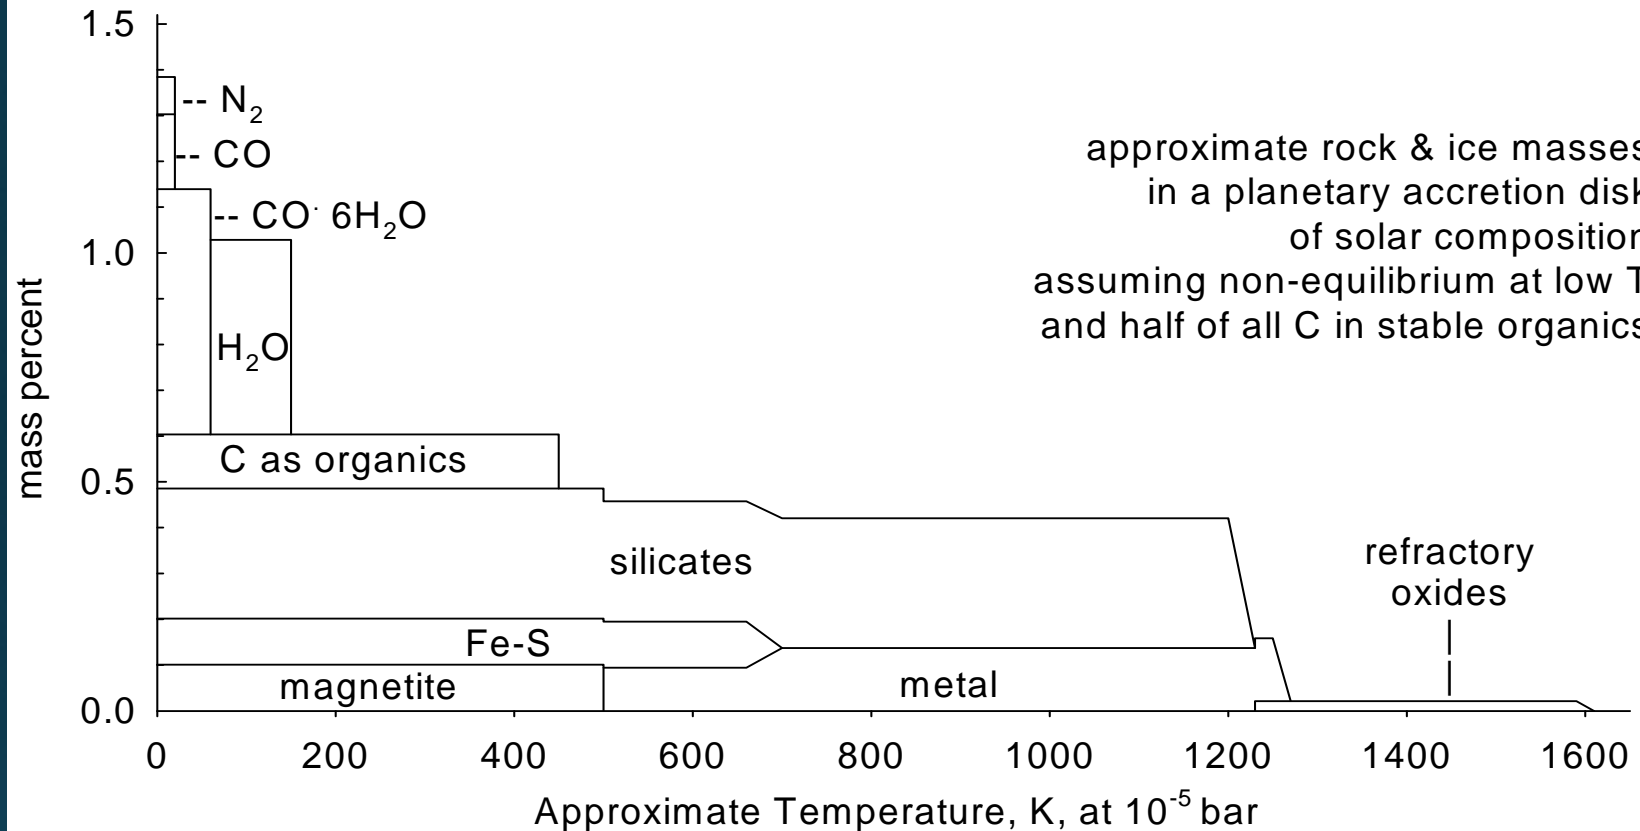 1.5
-- N₂
-- CO
approximate rock & ice masses
in a planetary accretion disk
-- CO· 6H₂O
of solar composition
1.0
assuming non-equilibrium at low T
and half of all C in stable organics
mass percent
H₂O
C as organics
0.5
silicates
refractory
oxides
Fe-S
magnetite
metal
0.0
0 200 400 600 800 1000 1200 1400 1600
Approximate Temperature, K, at 10⁻⁵ bar